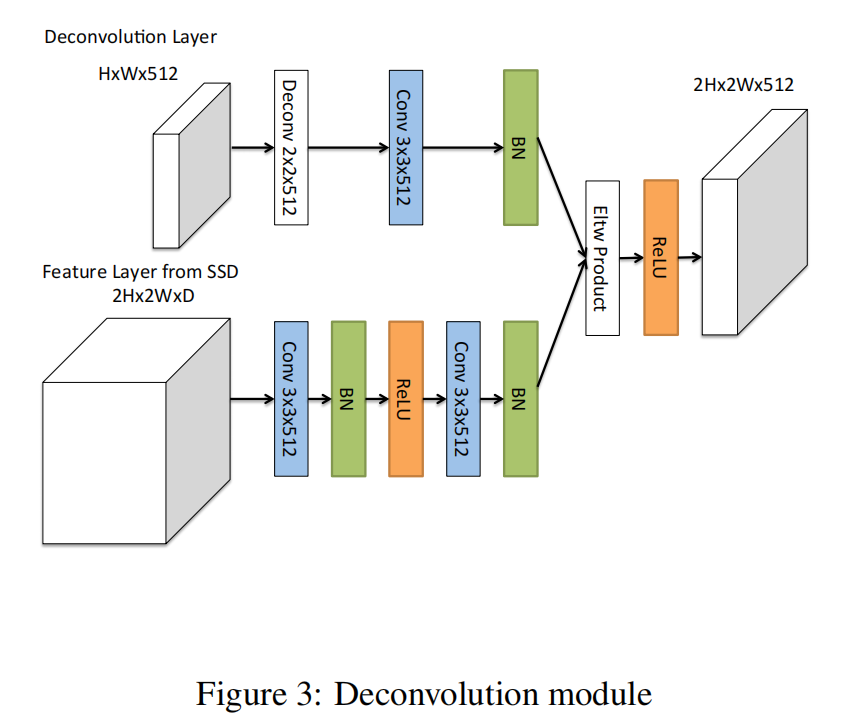 Deconvolution Layer
HxWx512
Deconv 2x2x512
Conv 3x3x512
BN
Feature Layer from SSD
2Hx2WxD
Conv 3x3x512
BN
ReLU
Conv 3x3x512
BN
Eltw Product
ReLU
2Hx2Wx512
Figure 3: Deconvolution module